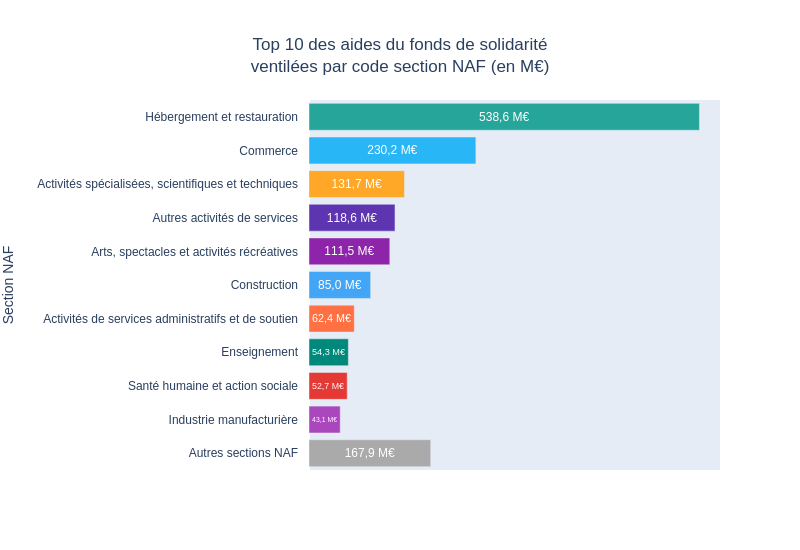 Top 10 des aides du fonds de solidarité
ventilées par code section NAF (en M€)
Section NAF
Hébergement et restauration 538,6 M€
Commerce 230,2 M€
Activités spécialisées, scientifiques et techniques 131,7 M€
Autres activités de services 118,6 M€
Arts, spectacles et activités récréatives 111,5 M€
Construction 85,0 M€
Activités de services administratifs et de soutien 62,4 M€
Enseignement 54,3 M€
Santé humaine et action sociale 52,7 M€
Industrie manufacturière 43,1 M€
Autres sections NAF 167,9 M€